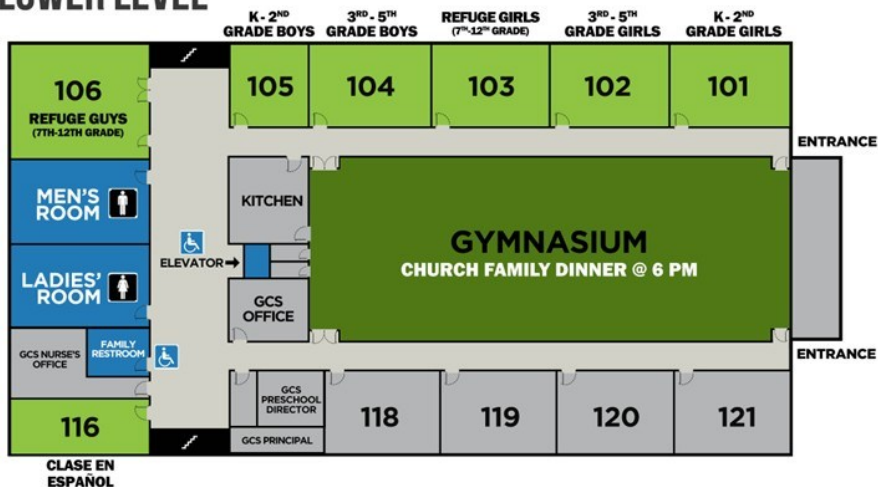 LOWER LEVEL
K - 2ND
GRADE BOYS
3RD - 5TH
GRADE BOYS
REFUGE GIRLS
(7TH-12TH GRADE)
3RD - 5TH
GRADE GIRLS
K - 2ND
GRADE GIRLS
106
REFUGE GUYS
(7TH-12TH GRADE)
105
104
103
102
101
ENTRANCE
MEN'S
ROOM
KITCHEN
GYMNASIUM
CHURCH FAMILY DINNER @ 6 PM
ELEVATOR
LADIES'
ROOM
GCS
OFFICE
GCS NURSE'S
OFFICE
FAMILY
RESTROOM
ENTRANCE
116
GCS
PRESCHOOL
DIRECTOR
GCS PRINCIPAL
118
119
120
121
CLASE EN
ESPAÑOL